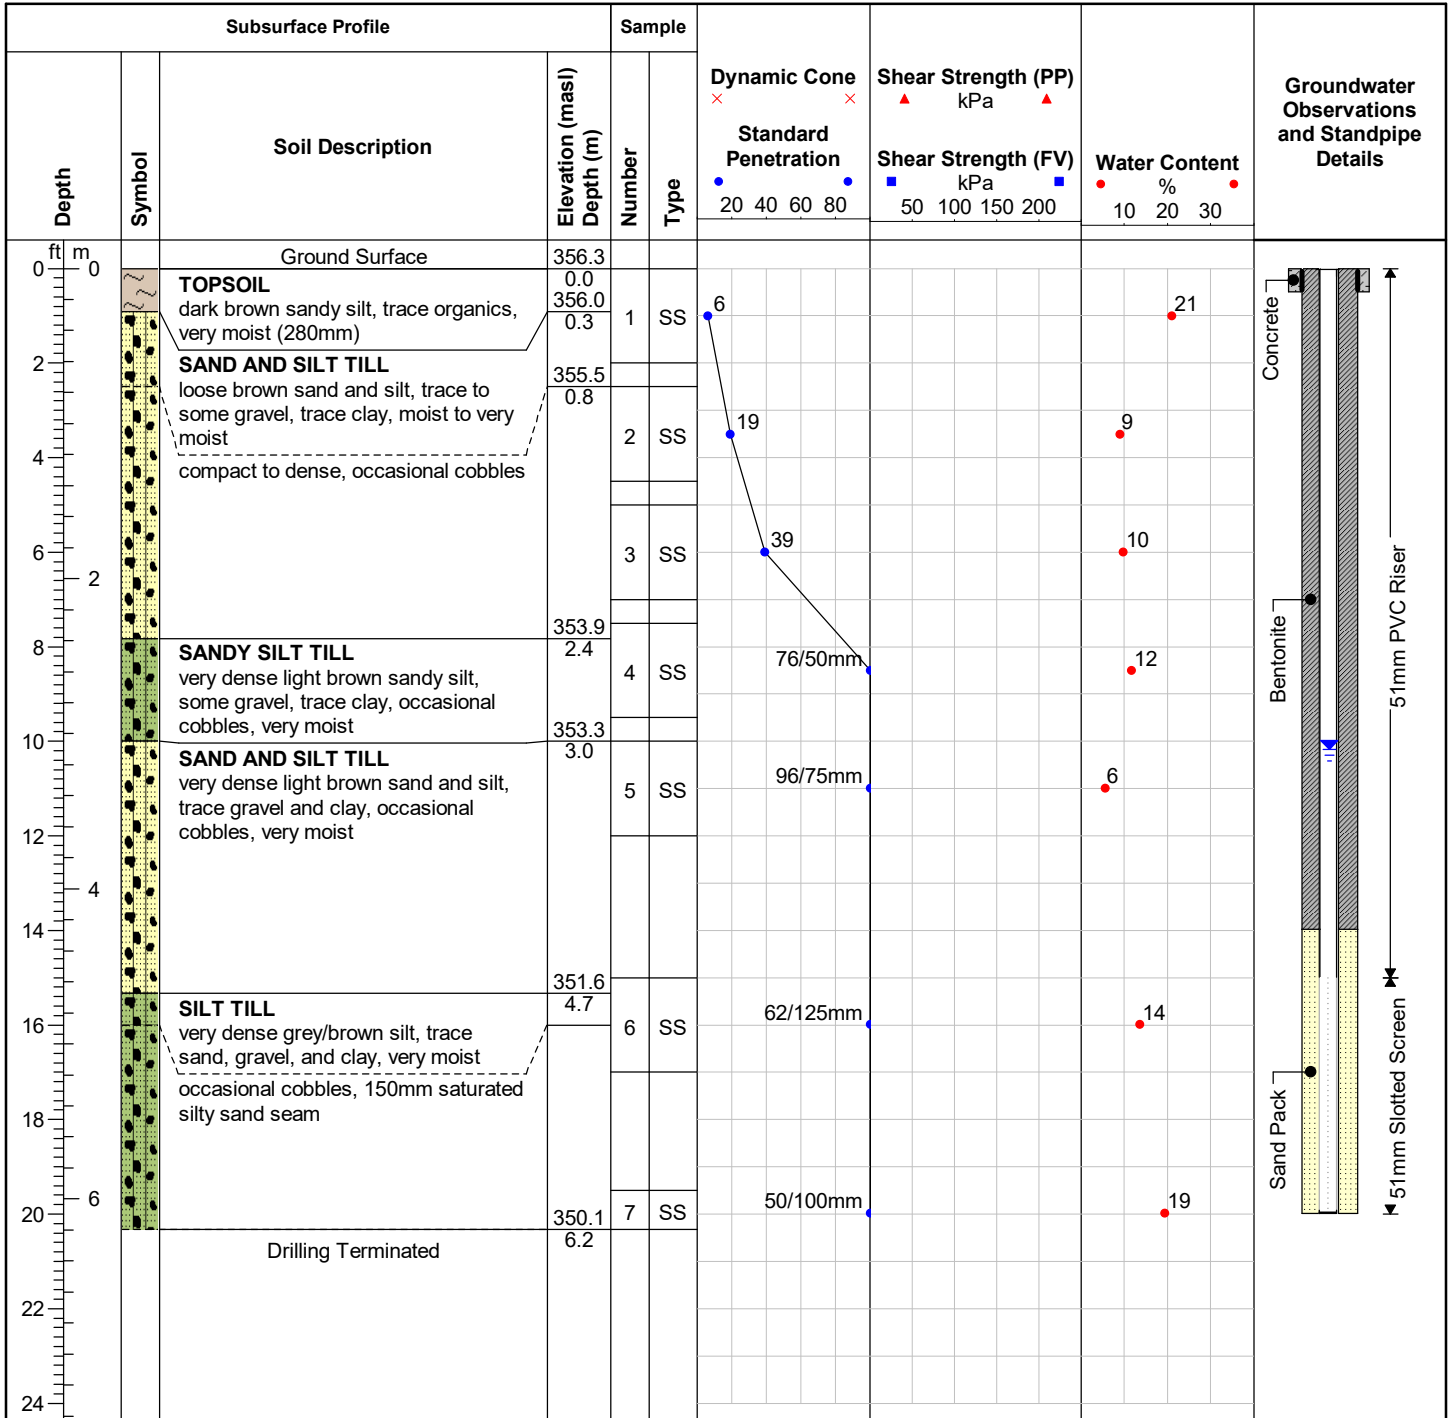 Subsurface Profile
Sample
Depth
Symbol
Soil Description
Elevation (masl)
Depth (m)
Number
Type
Dynamic Cone
Standard
Penetration
20 40 60 80
Shear Strength (PP)
kPa
Shear Strength (FV)
kPa
50 100 150 200
Water Content
%
10 20 30
Groundwater
Observations
and Standpipe
Details
ft m
Ground Surface
356.3
0 0
TOPSOIL
0.0
dark brown sandy silt, trace organics,
very moist (280mm)
356.0
0.3
1 SS
6
21
Concrete
2
SAND AND SILT TILL
loose brown sand and silt, trace to
some gravel, trace clay, moist to very
moist
355.5
0.8
2 SS
19
9
4
compact to dense, occasional cobbles
3 SS
39
10
6
2
51mm PVC Riser
Bentonite
353.9
8
SANDY SILT TILL
2.4
very dense light brown sandy silt,
some gravel, trace clay, occasional
cobbles, very moist
4 SS
76/50mm
12
353.3
10
SAND AND SILT TILL
3.0
very dense light brown sand and silt,
trace gravel and clay, occasional
cobbles, very moist
5 SS
96/75mm
6
12
4
14
351.6
SILT TILL
4.7
very dense grey/brown silt, trace
sand, gravel, and clay, very moist
16
6 SS
62/125mm
14
occasional cobbles, 150mm saturated
silty sand seam
Sand Pack
51mm Slotted Screen
18
6
20
7 SS
50/100mm
19
350.1
6.2
Drilling Terminated
22
24